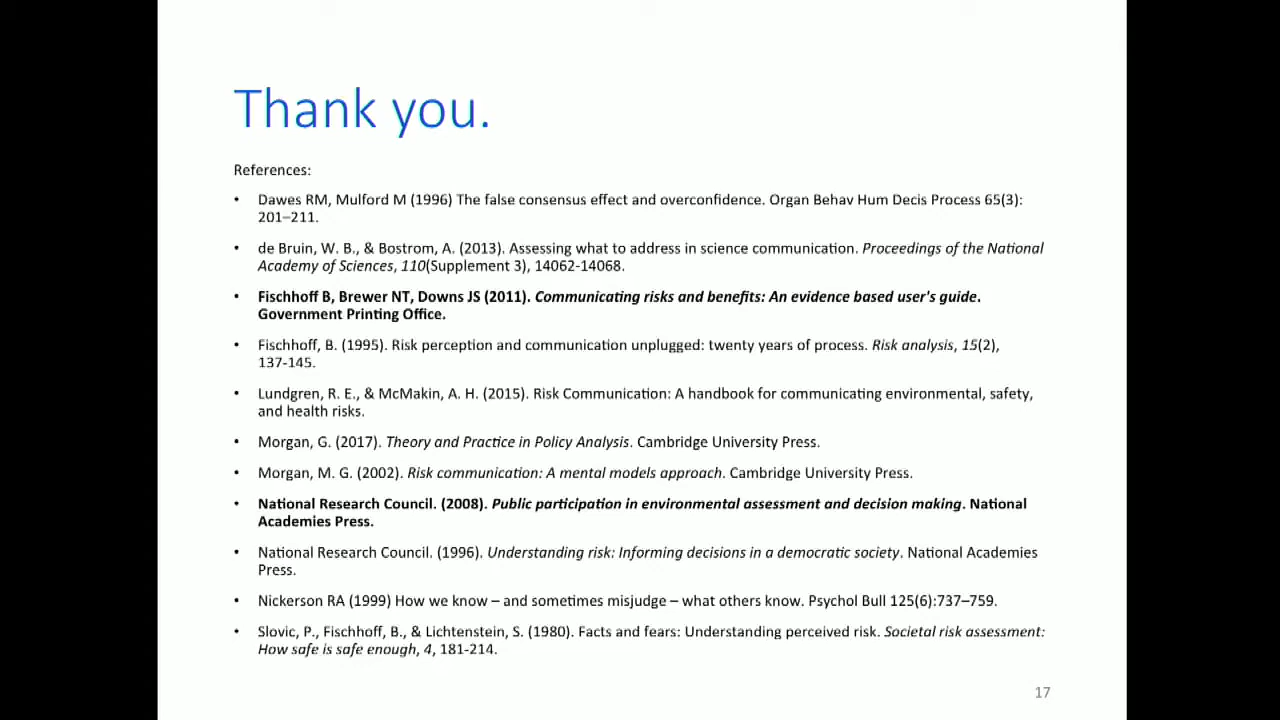 Thank you.
References:
• Dawes RM, Mulford M (1996) The false consensus effect and overconfidence. Organ Behav Hum Decis Process 65(3):
201–211.
• de Bruin, W. B., & Bostrom, A. (2013). Assessing what to address in science communication. Proceedings of the National
Academy of Sciences, 110(Supplement 3), 14062-14068.
• Fischhoff B, Brewer NT, Downs JS (2011). Communicating risks and benefits: An evidence based user's guide.
Government Printing Office.
• Fischhoff, B. (1995). Risk perception and communication unplugged: twenty years of process. Risk analysis, 15(2),
137-145.
• Lundgren, R. E., & McMakin, A. H. (2015). Risk Communication: A handbook for communicating environmental, safety,
and health risks.
• Morgan, G. (2017). Theory and Practice in Policy Analysis. Cambridge University Press.
• Morgan, M. G. (2002). Risk communication: A mental models approach. Cambridge University Press.
• National Research Council. (2008). Public participation in environmental assessment and decision making. National
Academies Press.
• National Research Council. (1996). Understanding risk: Informing decisions in a democratic society. National Academies
Press.
• Nickerson RA (1999) How we know – and sometimes misjudge – what others know. Psychol Bull 125(6):737–759.
• Slovic, P., Fischhoff, B., & Lichtenstein, S. (1980). Facts and fears: Understanding perceived risk. Societal risk assessment:
How safe is safe enough, 4, 181-214.
17